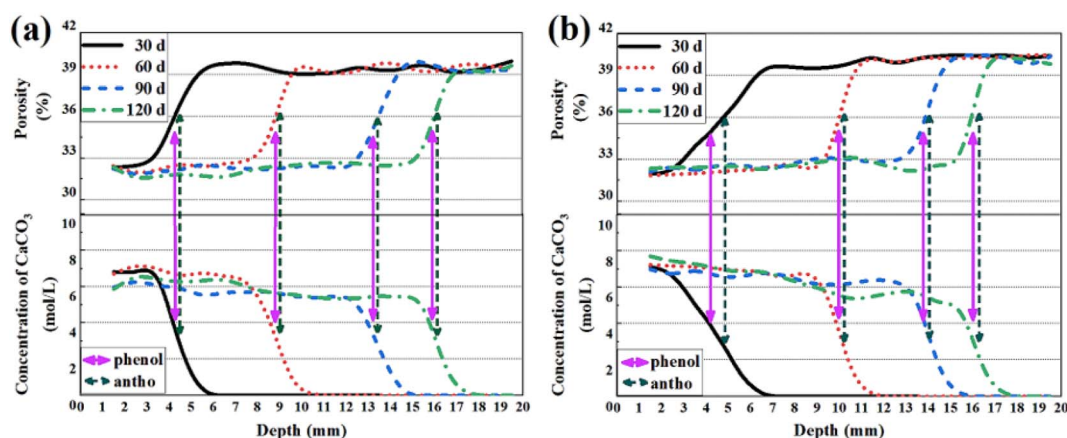 (a)
42
39
36
33
30
Porosity
(%)
30 d
60 d
90 d
120 d
10
8
6
4
2
0
Concentration of CaCO3
(mol/L)
phenol
antho
0 1 2 3 4 5 6 7 8 9 10 11 12 13 14 15 16 17 18 19 20
Depth (mm)
(b)
42
39
36
33
30
Porosity
(%)
30 d
60 d
90 d
120 d
10
8
6
4
2
0
Concentration of CaCO3
(mol/L)
phenol
antho
0 1 2 3 4 5 6 7 8 9 10 11 12 13 14 15 16 17 18 19 20
Depth (mm)